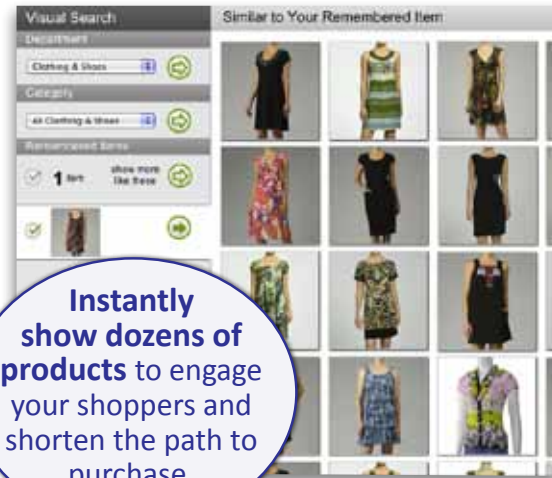 Visual Search
Similar to Your Remembered Item
Department
Clothing & Shoes
Category
All Clothing & Shoes
Remembered Items
1 item
show more
like these
Instantly
show dozens of
products to engage
your shoppers and
shorten the path to
purchase